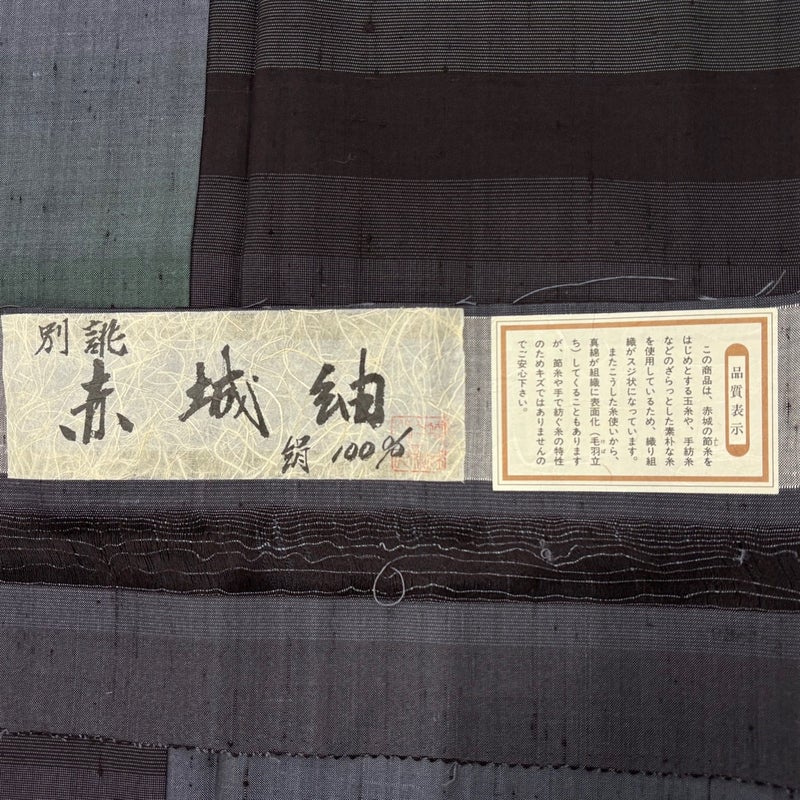 別誂
赤城紬
絹100%
品質表示
この商品は、赤城の節糸を
はじめとする玉糸や、手紡糸
などのざらっとした素朴な糸
を使用しているため、織り組
織がスジ状になっています。
またこうした糸使いから、
真綿が組織に表面化(毛羽立
ち)してくることもあります
が、節糸や手で紡ぐ糸の特性
のためキズではありませんの
でご安心下さい。